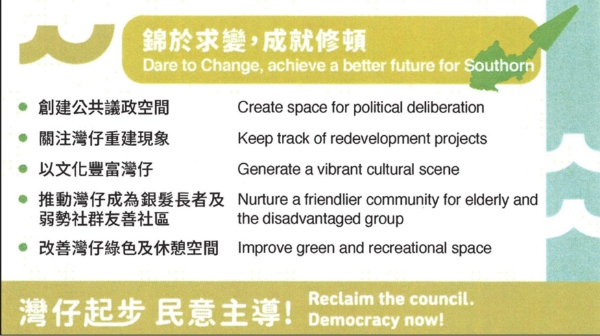 錦於求變，成就修頓
Dare to Change, achieve a better future for Southorn
創建公共議政空間
Create space for political deliberation
關注灣仔重建現象
Keep track of redevelopment projects
以文化豐富灣仔
Generate a vibrant cultural scene
推動灣仔成為銀髮長者及
弱勢社群友善社區
Nurture a friendlier community for elderly and
the disadvantaged group
改善灣仔綠色及休憩空間
Improve green and recreational space
灣仔起步 民意主導！
Reclaim the council.
Democracy now!